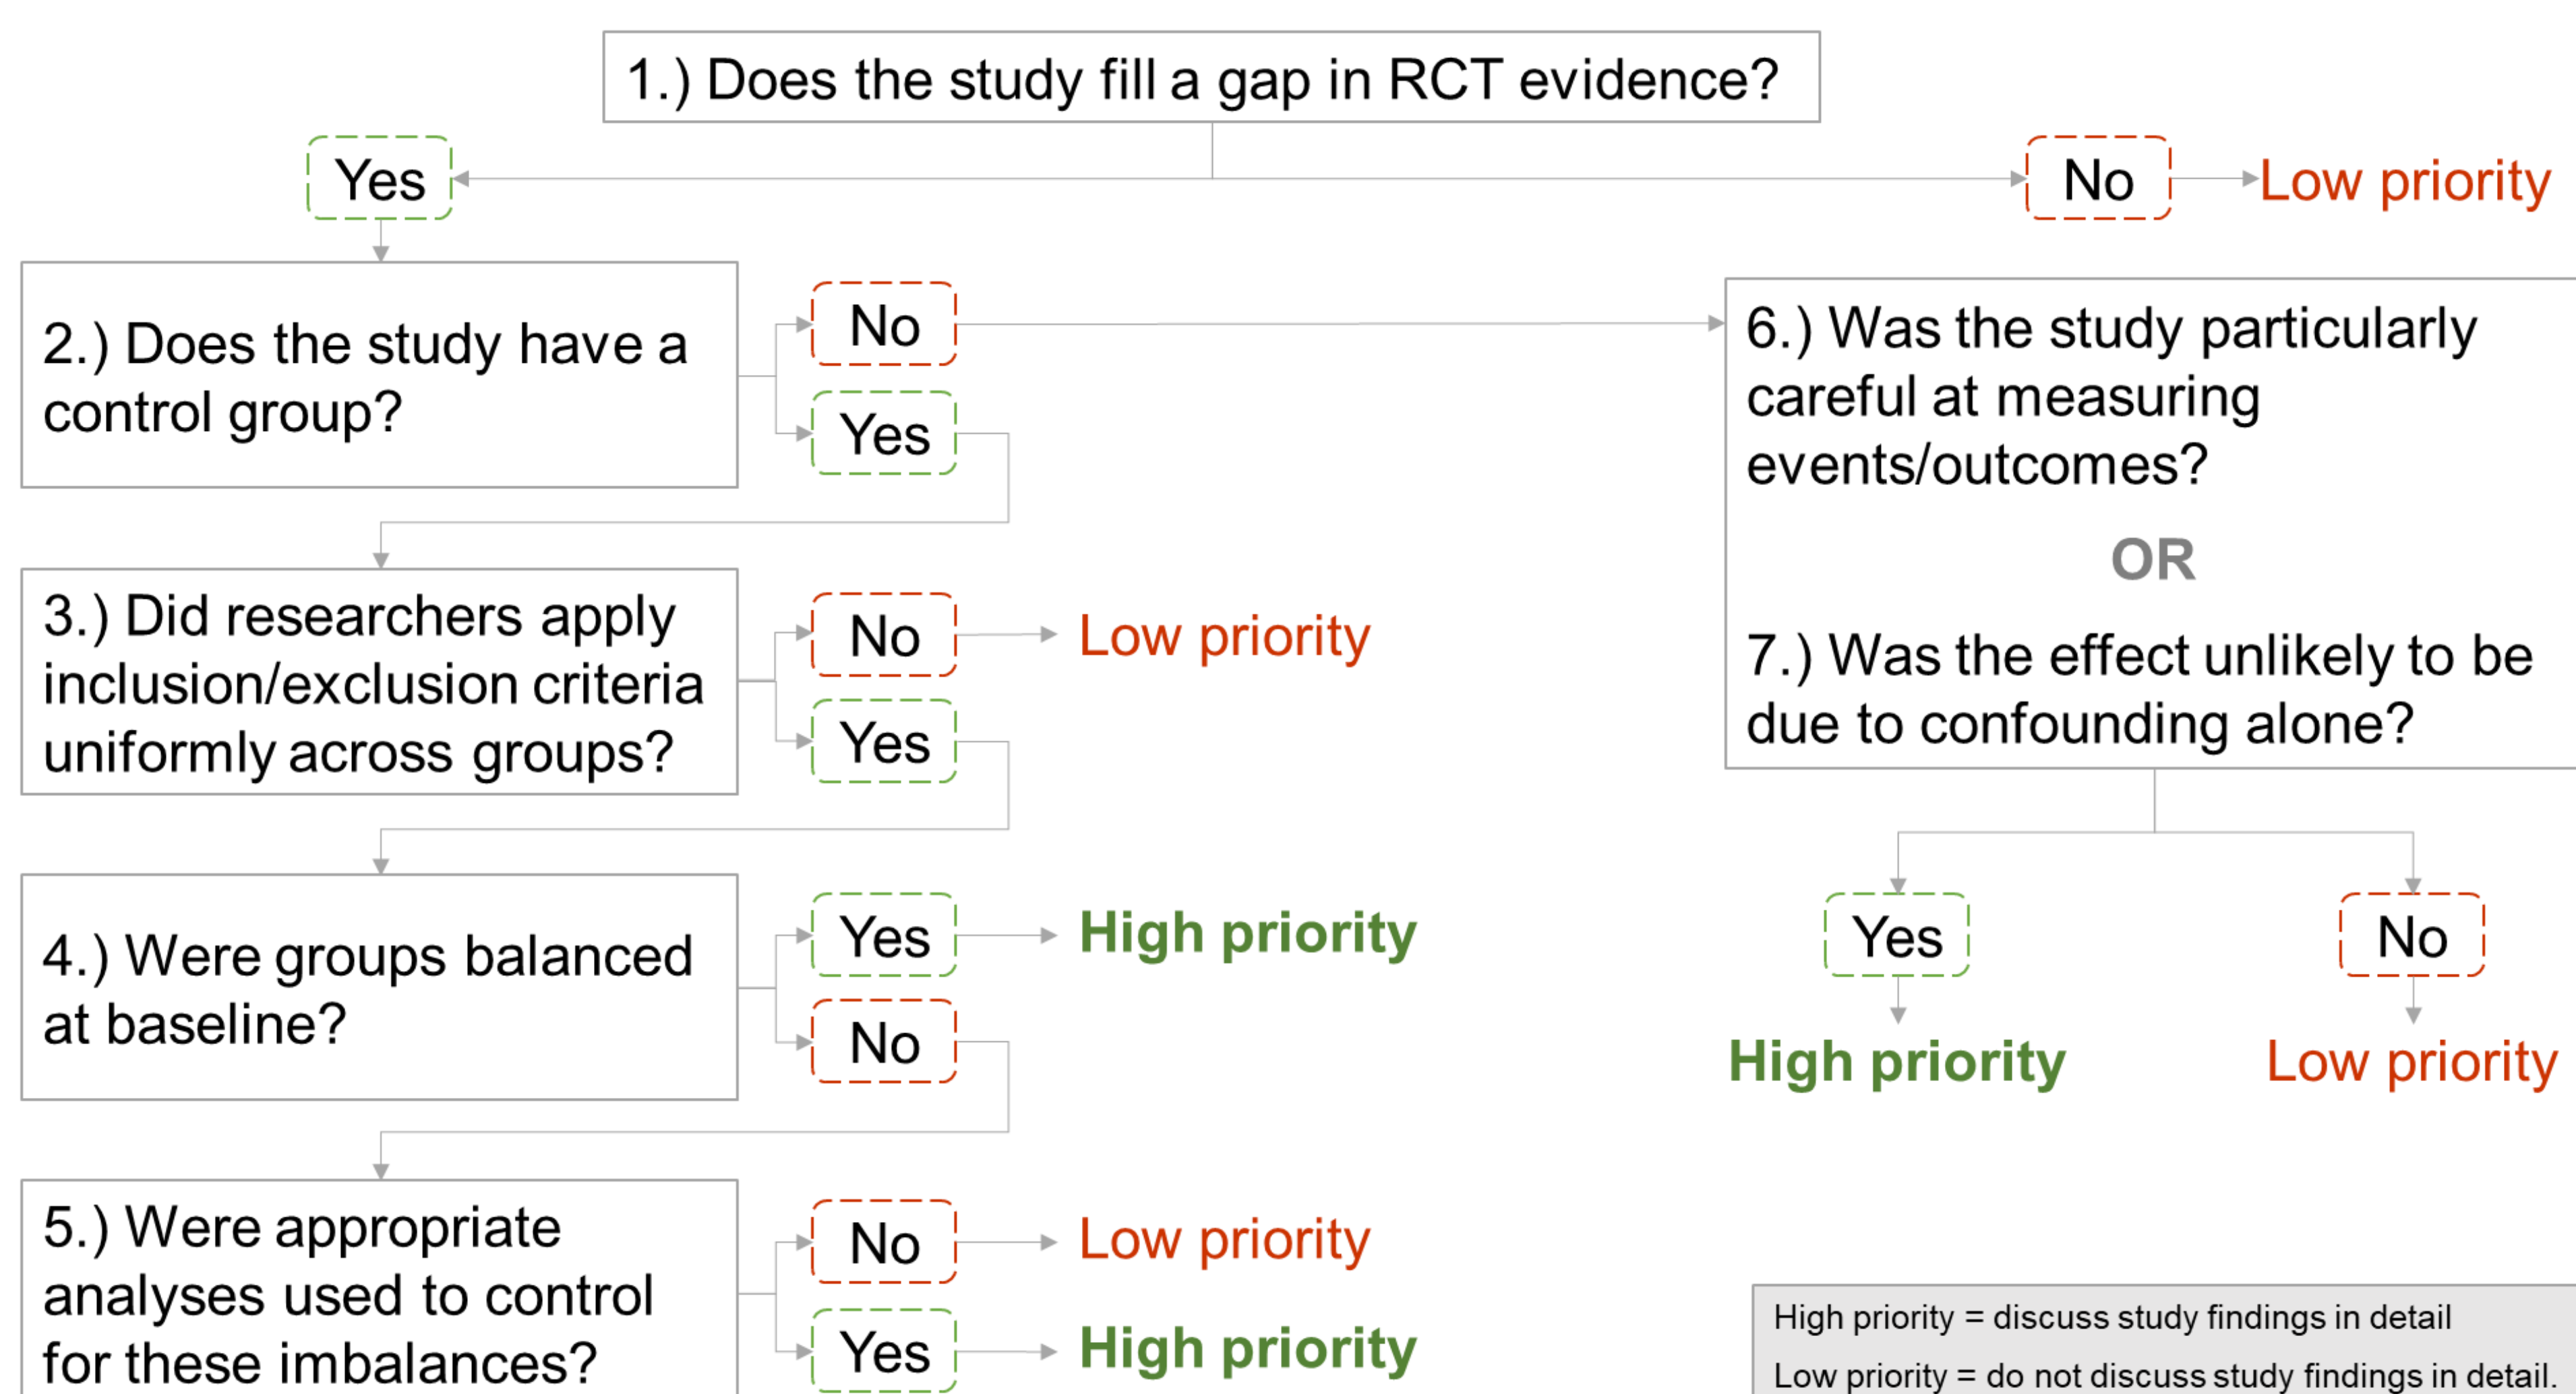 1.) Does the study fill a gap in RCT evidence?
Yes
No
Low priority
2.) Does the study have a
control group?
No
Yes
6.) Was the study particularly
careful at measuring
events/outcomes?
OR
7.) Was the effect unlikely to be
due to confounding alone?
3.) Did researchers apply
inclusion/exclusion criteria
uniformly across groups?
No
Low priority
Yes
4.) Were groups balanced
at baseline?
Yes
High priority
No
Yes
High priority
No
Low priority
5.) Were appropriate
analyses used to control
for these imbalances?
No
Low priority
Yes
High priority
High priority = discuss study findings in detail
Low priority = do not discuss study findings in detail.